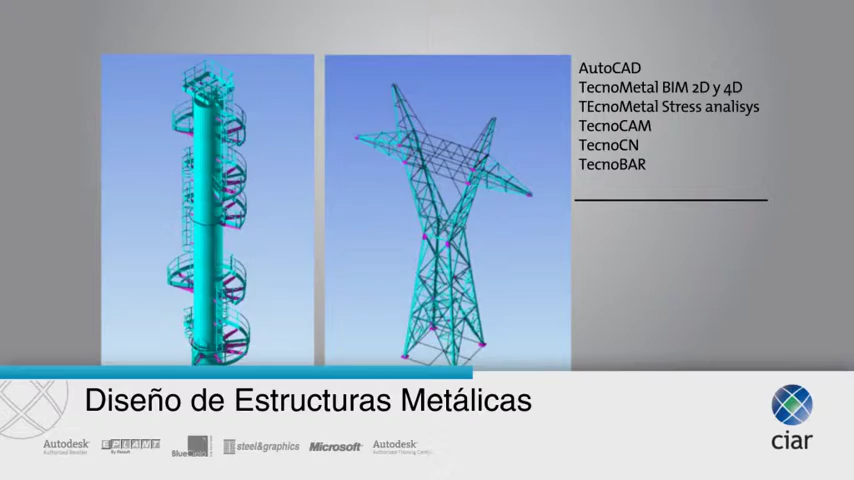 AutoCAD
TecnoMetal BIM 2D y 4D
TEcnoMetal Stress analisys
TecnoCAM
TecnoCN
TecnoBAR
Diseño de Estructuras Metálicas
ciar
Autodesk
EPLANT
steel&graphics
Microsoft
Autodesk